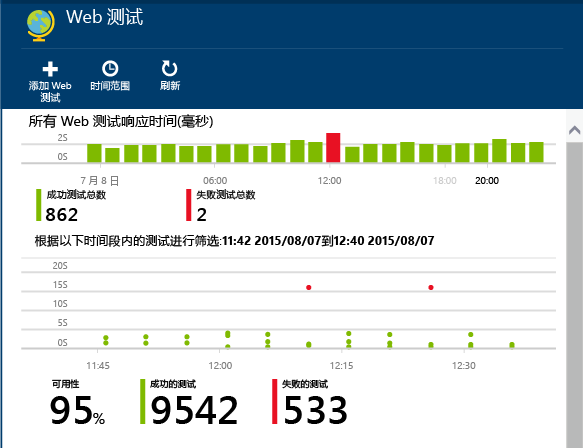 Web 测试
添加 Web 测试
时间范围
刷新
所有 Web 测试响应时间(毫秒)
2S
0S
7 月 8 日 06:00 12:00 18:00 20:00
成功测试总数 失败测试总数
862 2
根据以下时间段内的测试进行筛选:11:42 2015/08/07到12:40 2015/08/07
20S
15S
10S
5S
0S
11:45 12:00 12:15 12:30
可用性 成功的测试 失败的测试
95% 9542 533